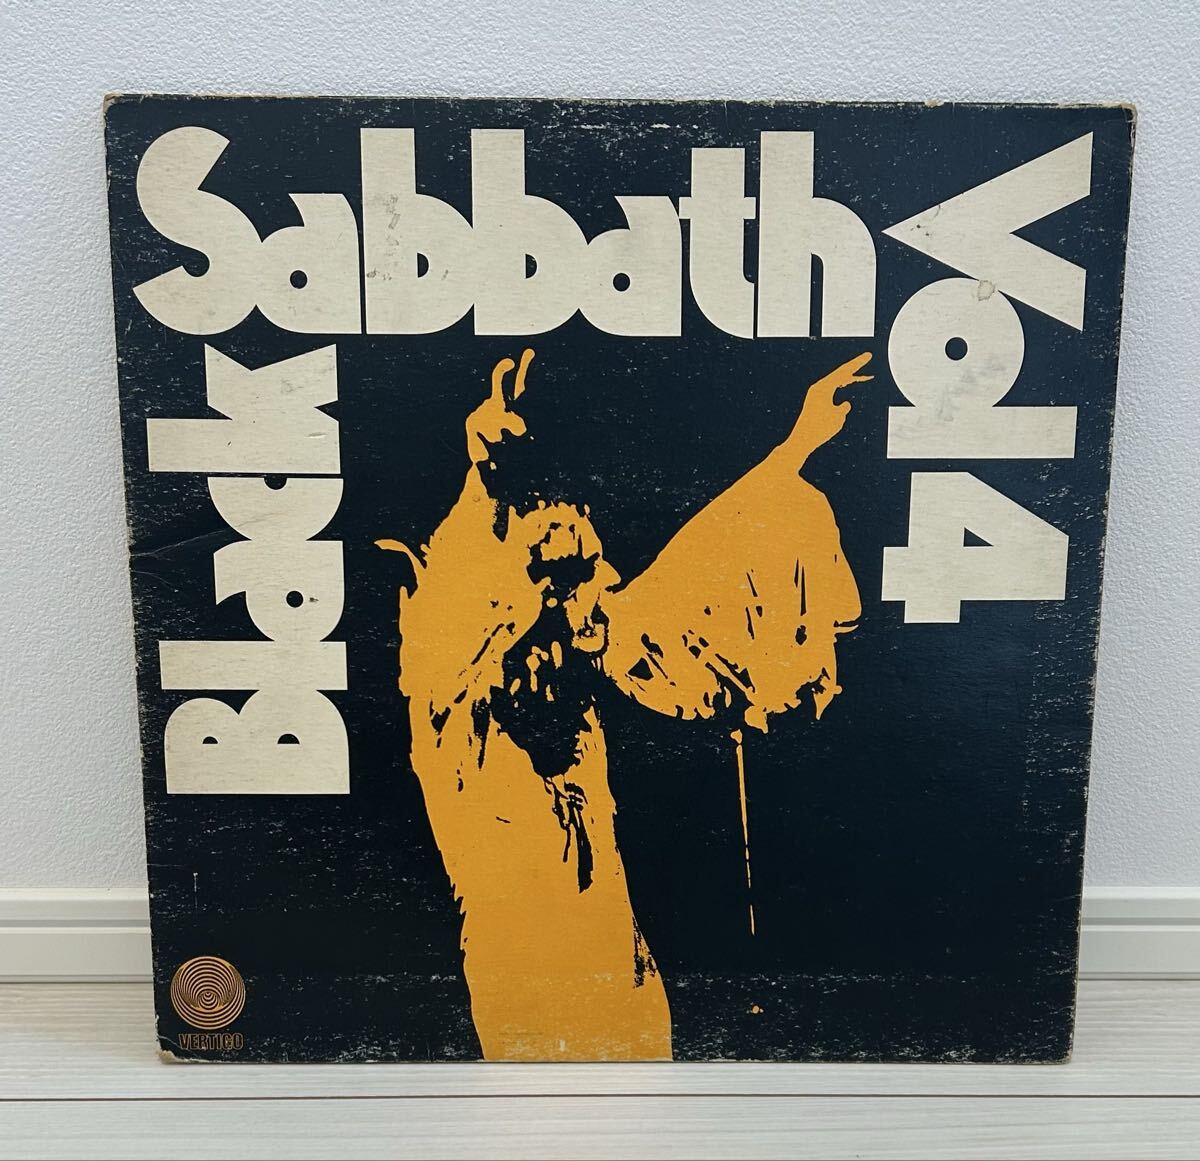 Black
Sabbath
Vol 4
VERTIGO